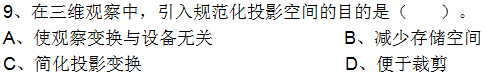 9、在三维观察中，引入规范化投影空间的目的是（　　）。
A、使观察变换与设备无关　　B、减少存储空间
C、简化投影变换　　D、便于裁剪